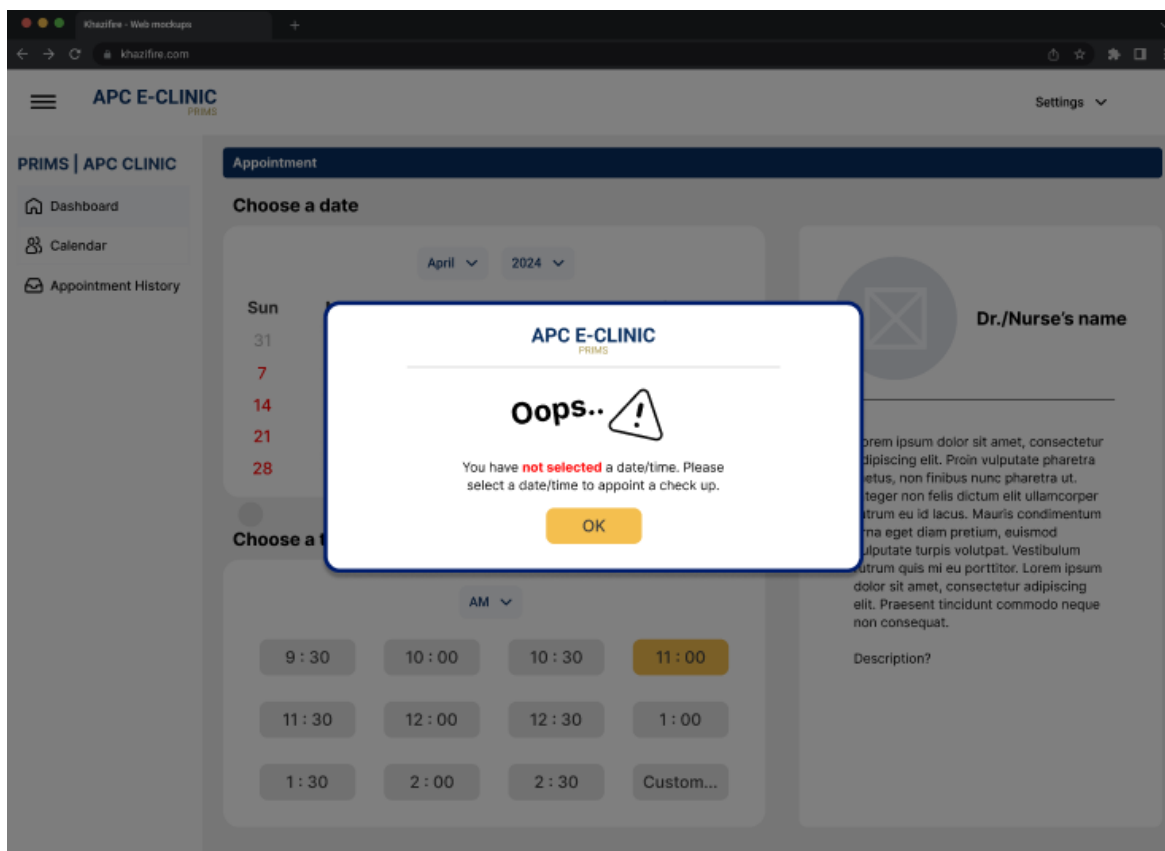 Khazifire - Web mockups
khazifire.com
APC E-CLINIC
PRIMS
Settings
PRIMS | APC CLINIC
Dashboard
Calendar
Appointment History
Appointment
Choose a date
April 2024
Sun
31
7
14
21
28
APC E-CLINIC
PRIMS
Oops..
You have not selected a date/time. Please
select a date/time to appoint a check up.
OK
Choose a
AM
9 : 30 10 : 00 10 : 30 11 : 00
11 : 30 12 : 00 12 : 30 1 : 00
1 : 30 2 : 00 2 : 30 Custom...
Dr./Nurse's name
orem ipsum dolor sit amet, consectetur
dipiscing elit. Proin vulputate pharetra
etus, non finibus nunc pharetra ut.
teger non felis dictum elit ullamcorper
trum eu id lacus. Mauris condimentum
rna eget diam pretium, euismod
ulputate turpis volutpat. Vestibulum
rutrum quis mi eu porttitor. Lorem ipsum
dolor sit amet, consectetur adipiscing
elit. Praesent tincidunt commodo neque
non consequat.
Description?